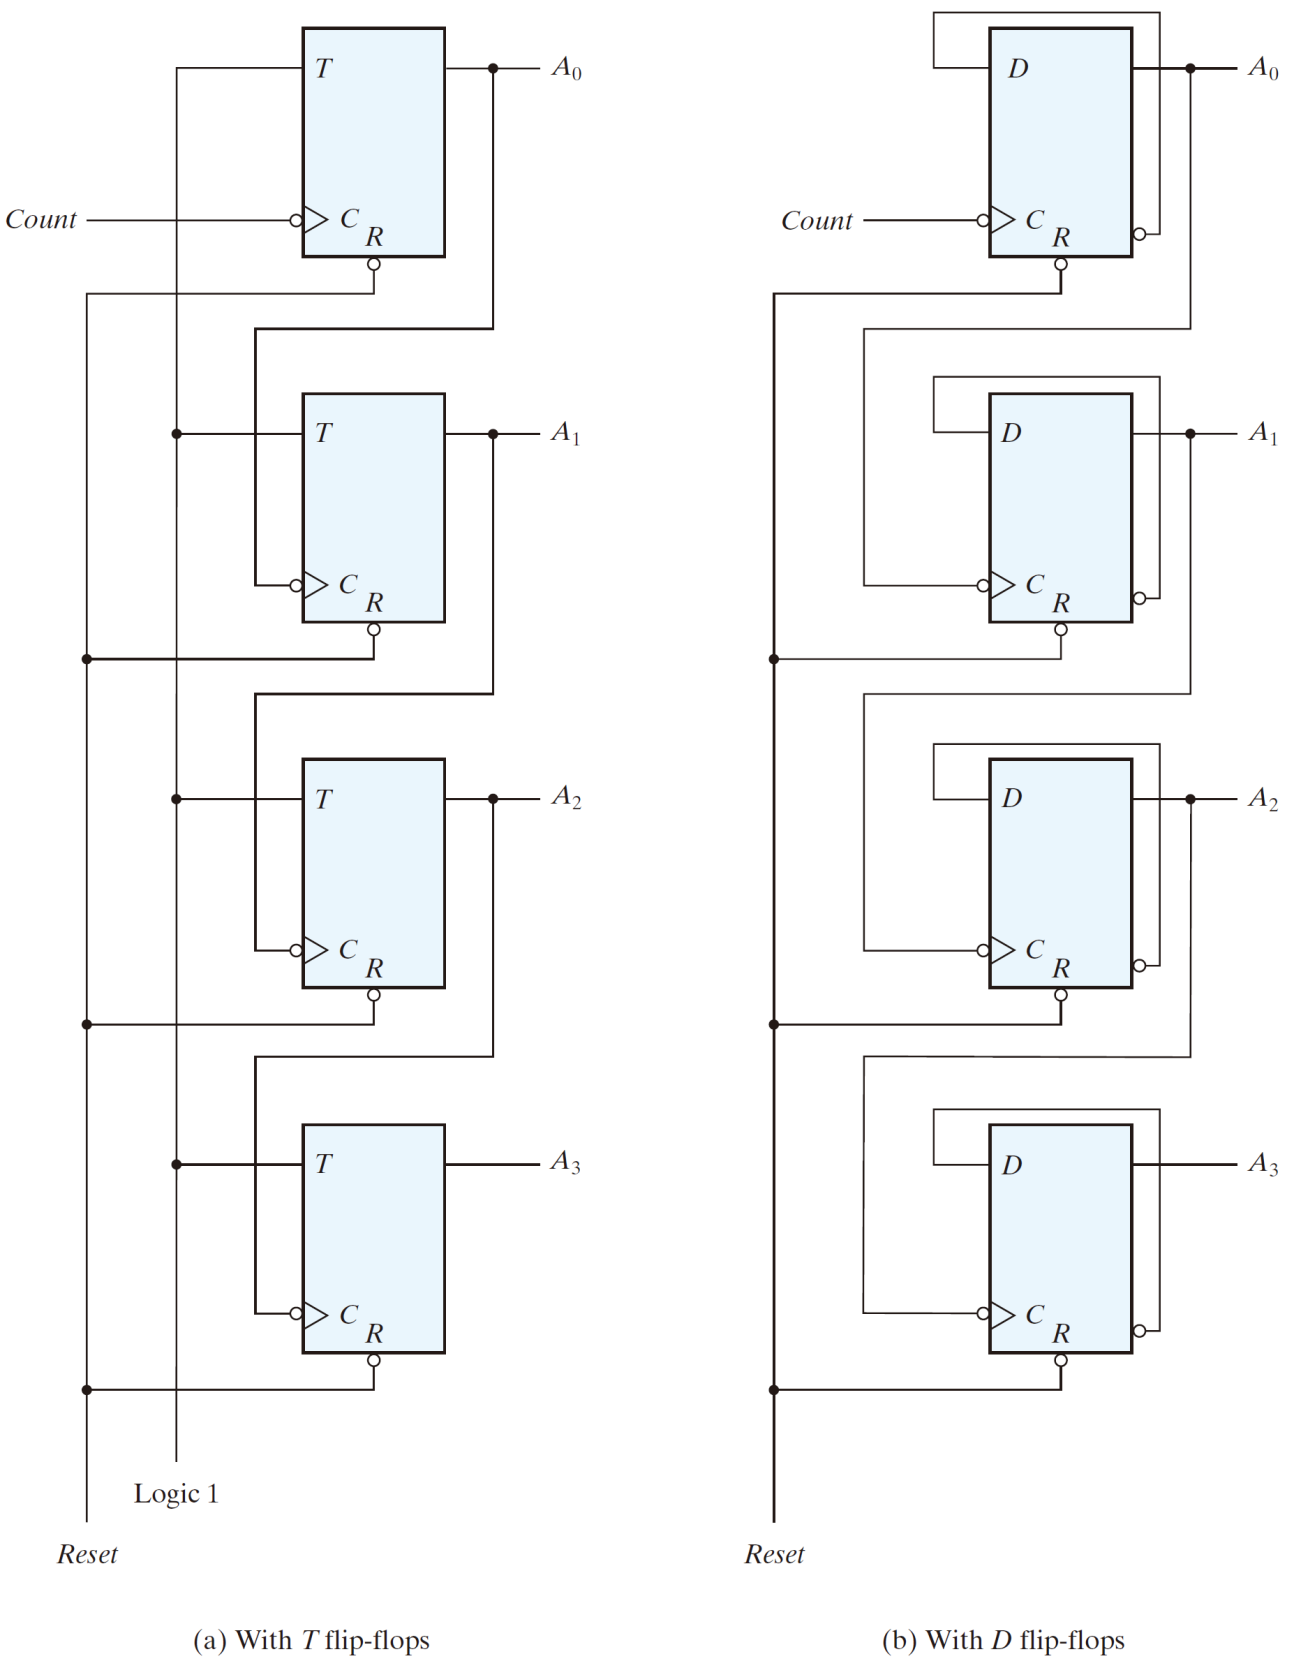 T
A0
Count
C
R
T
A1
C
R
T
A2
C
R
T
A3
C
R
Logic 1
Reset
(a) With T flip-flops
D
A0
Count
C
R
D
A1
C
R
D
A2
C
R
D
A3
C
R
Reset
(b) With D flip-flops